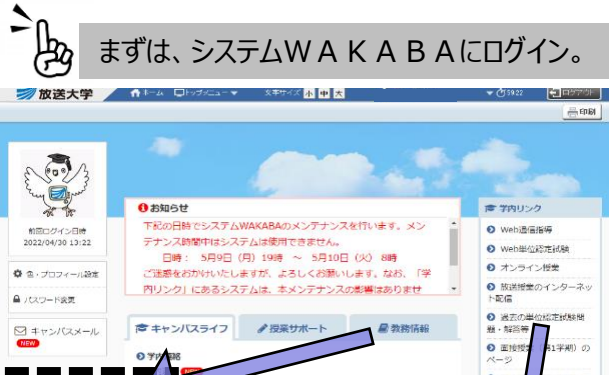 まずは、システムＷＡＫＡＢＡにログイン。
放送大学
ホーム トップメニュー 文字サイズ 小 中 大 59:22 ログアウト
印刷
お知らせ
下記の日時でシステムWAKABAのメンテナンスを行います。メン
テナンス時間中はシステムは使用できません。
日時： 5月9日（月）19時 ～ 5月10日（火）8時
ご迷惑をおかけいたしますが、よろしくお願いします。なお、「学
内リンク」にあるシステムは、本メンテナンスの影響はありませ
前回ログイン日時
2022/04/30 13:22
プロフィール設定
パスワード変更
キャンパスメール
NEW
キャンパスライフ 授業サポート 教務情報
学内
NEW
学内リンク
Web通信指導
Web単位認定試験
オンライン授業
放送授業のインターネッ
ト配信
過去の単位認定試験問
題・解答等
面接授業 第1学期）の
ページ